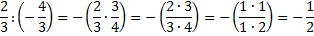 2/3 : (−4/3) = −(2/3 · 3/4) = −(2 · 3 / 3 · 4) = −(1 · 1 / 1 · 2) = −1/2